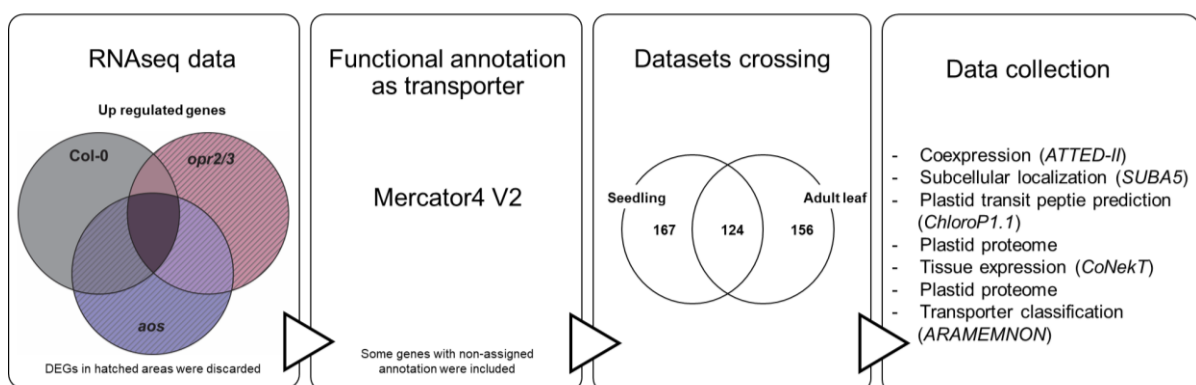 RNAseq data
Up regulated genes
Col-0
opr2/3
aos
DEGs in hatched areas were discarded
Functional annotation
as transporter
Mercator4 V2
Some genes with non-assigned
annotation were included
Datasets crossing
Seedling
Adult leaf
167
124
156
Data collection
- Coexpression (ATTED-II)
- Subcellular localization (SUBA5)
- Plastid transit peptie prediction
(ChloroP1.1)
- Plastid proteome
- Tissue expression (CoNekT)
- Plastid proteome
- Transporter classification
(ARAMEMNON)